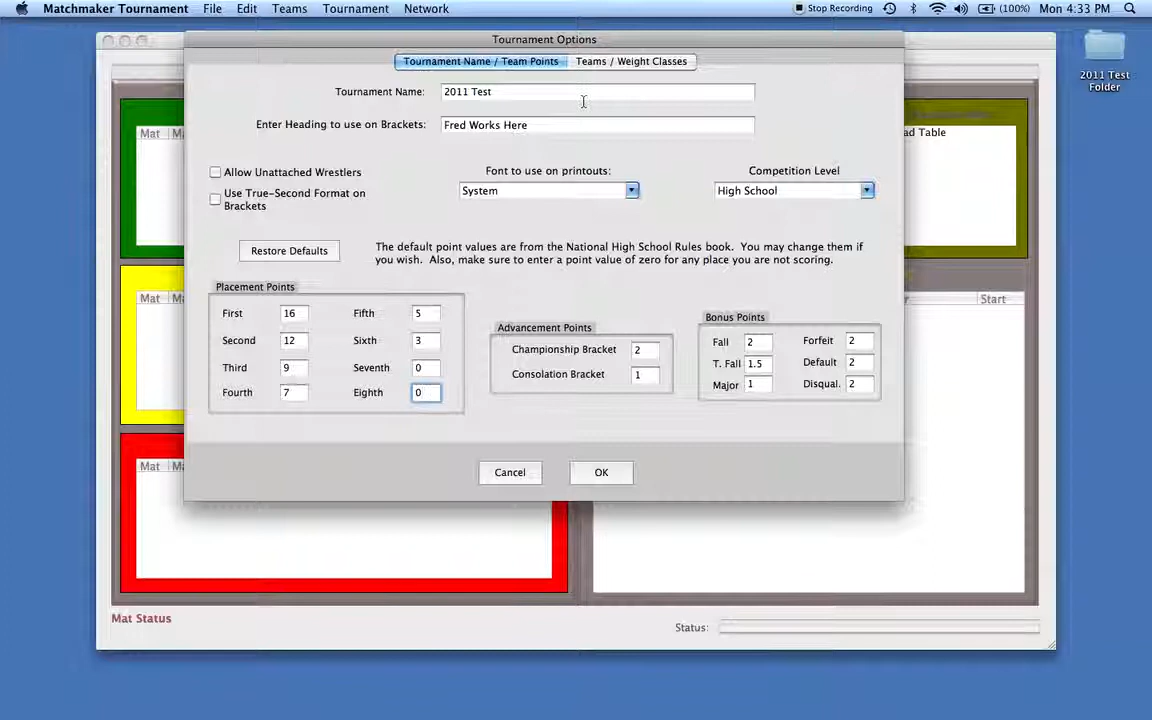 Matchmaker Tournament File Edit Teams Tournament Network Stop Recording (100%) Mon 4:33 PM
Tournament Options
Tournament Name / Team Points Teams / Weight Classes
2011 Test
Folder
Tournament Name: 2011 Test
Enter Heading to use on Brackets: Fred Works Here
Mat
ad Table
Allow Unattached Wrestlers
Use True-Second Format on
Brackets
Font to use on printouts:
System
Competition Level
High School
Restore Defaults
The default point values are from the National High School Rules book. You may change them if
you wish. Also, make sure to enter a point value of zero for any place you are not scoring.
Placement Points
First 16 Fifth 5
Second 12 Sixth 3
Third 9 Seventh 0
Fourth 7 Eighth 0
Advancement Points
Championship Bracket 2
Consolation Bracket 1
Bonus Points
Fall 2 Forfeit 2
T. Fall 1.5 Default 2
Major 1 Disqual. 2
Mat
Start
Mat
Cancel OK
Mat Status
Status: